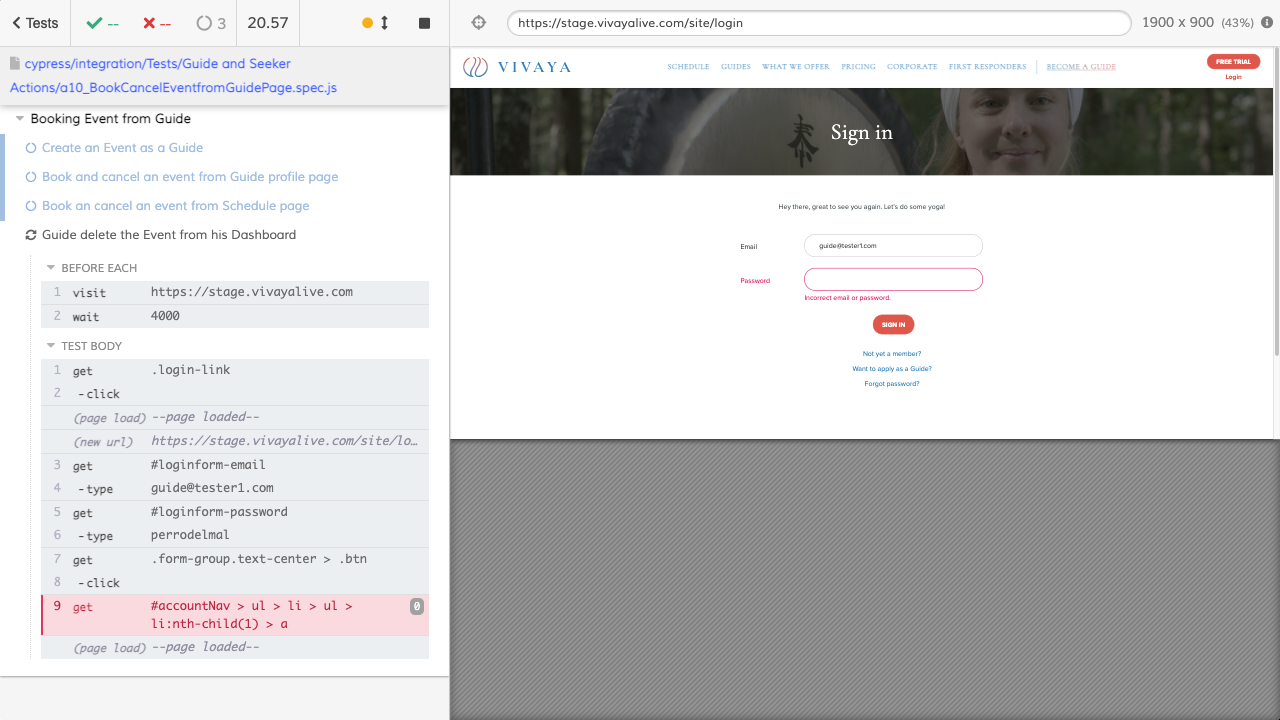 Tests
--
--
3
20.57
https://stage.vivayalive.com/site/login
1900 x 900 (43%)
cypress/integration/Tests/Guide and Seeker
Actions/a10_BookCancelEventfromGuidePage.spec.js
Booking Event from Guide
Create an Event as a Guide
Book and cancel an event from Guide profile page
Book an cancel an event from Schedule page
Guide delete the Event from his Dashboard
BEFORE EACH
1 visit https://stage.vivayalive.com
2 wait 4000
TEST BODY
1 get .login-link
2 -click
(page load) --page loaded--
(new url) https://stage.vivayalive.com/site/lo…
3 get #loginform-email
4 -type guide@tester1.com
5 get #loginform-password
6 -type perrodelmal
7 get .form-group.text-center > .btn
8 -click
9 get #accountNav > ul > li > ul > 0
li:nth-child(1) > a
(page load) --page loaded--
VIVAYA
SCHEDULE GUIDES WHAT WE OFFER PRICING CORPORATE FIRST RESPONDERS BECOME A GUIDE
FREE TRIAL
Login
Sign in
Hey there, great to see you again. Let's do some yoga!
Email guide@tester1.com
Password
Incorrect email or password.
SIGN IN
Not yet a member?
Want to apply as a Guide?
Forgot password?